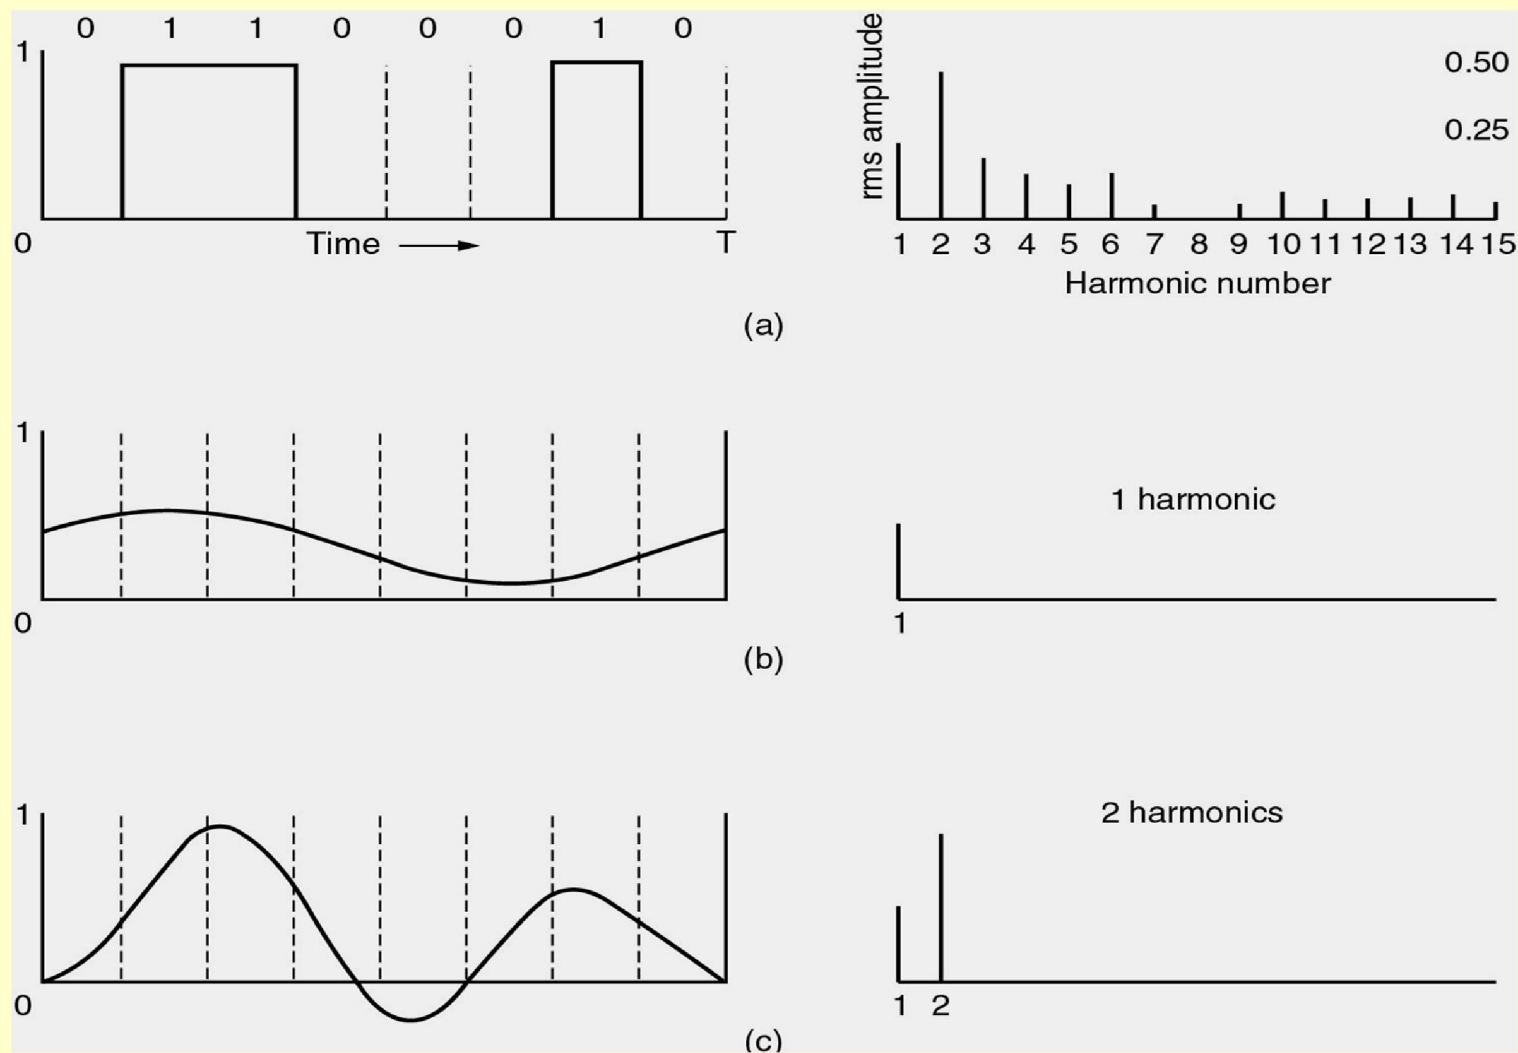 0 1 1 0 0 0 1 0
1
0
Time
T
rms amplitude
0.50
0.25
1 2 3 4 5 6 7 8 9 10 11 12 13 14 15
Harmonic number
(a)
1
0
1 harmonic
1
(b)
1
0
2 harmonics
1 2
(c)